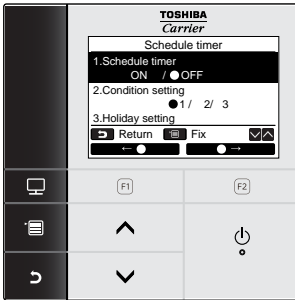 TOSHIBA
Carrier
Schedule timer
1.Schedule timer
ON / ●OFF
2.Condition setting
●1 / 2/ 3
3.Holiday setting
Return Fix
← ● ● →
F1 F2